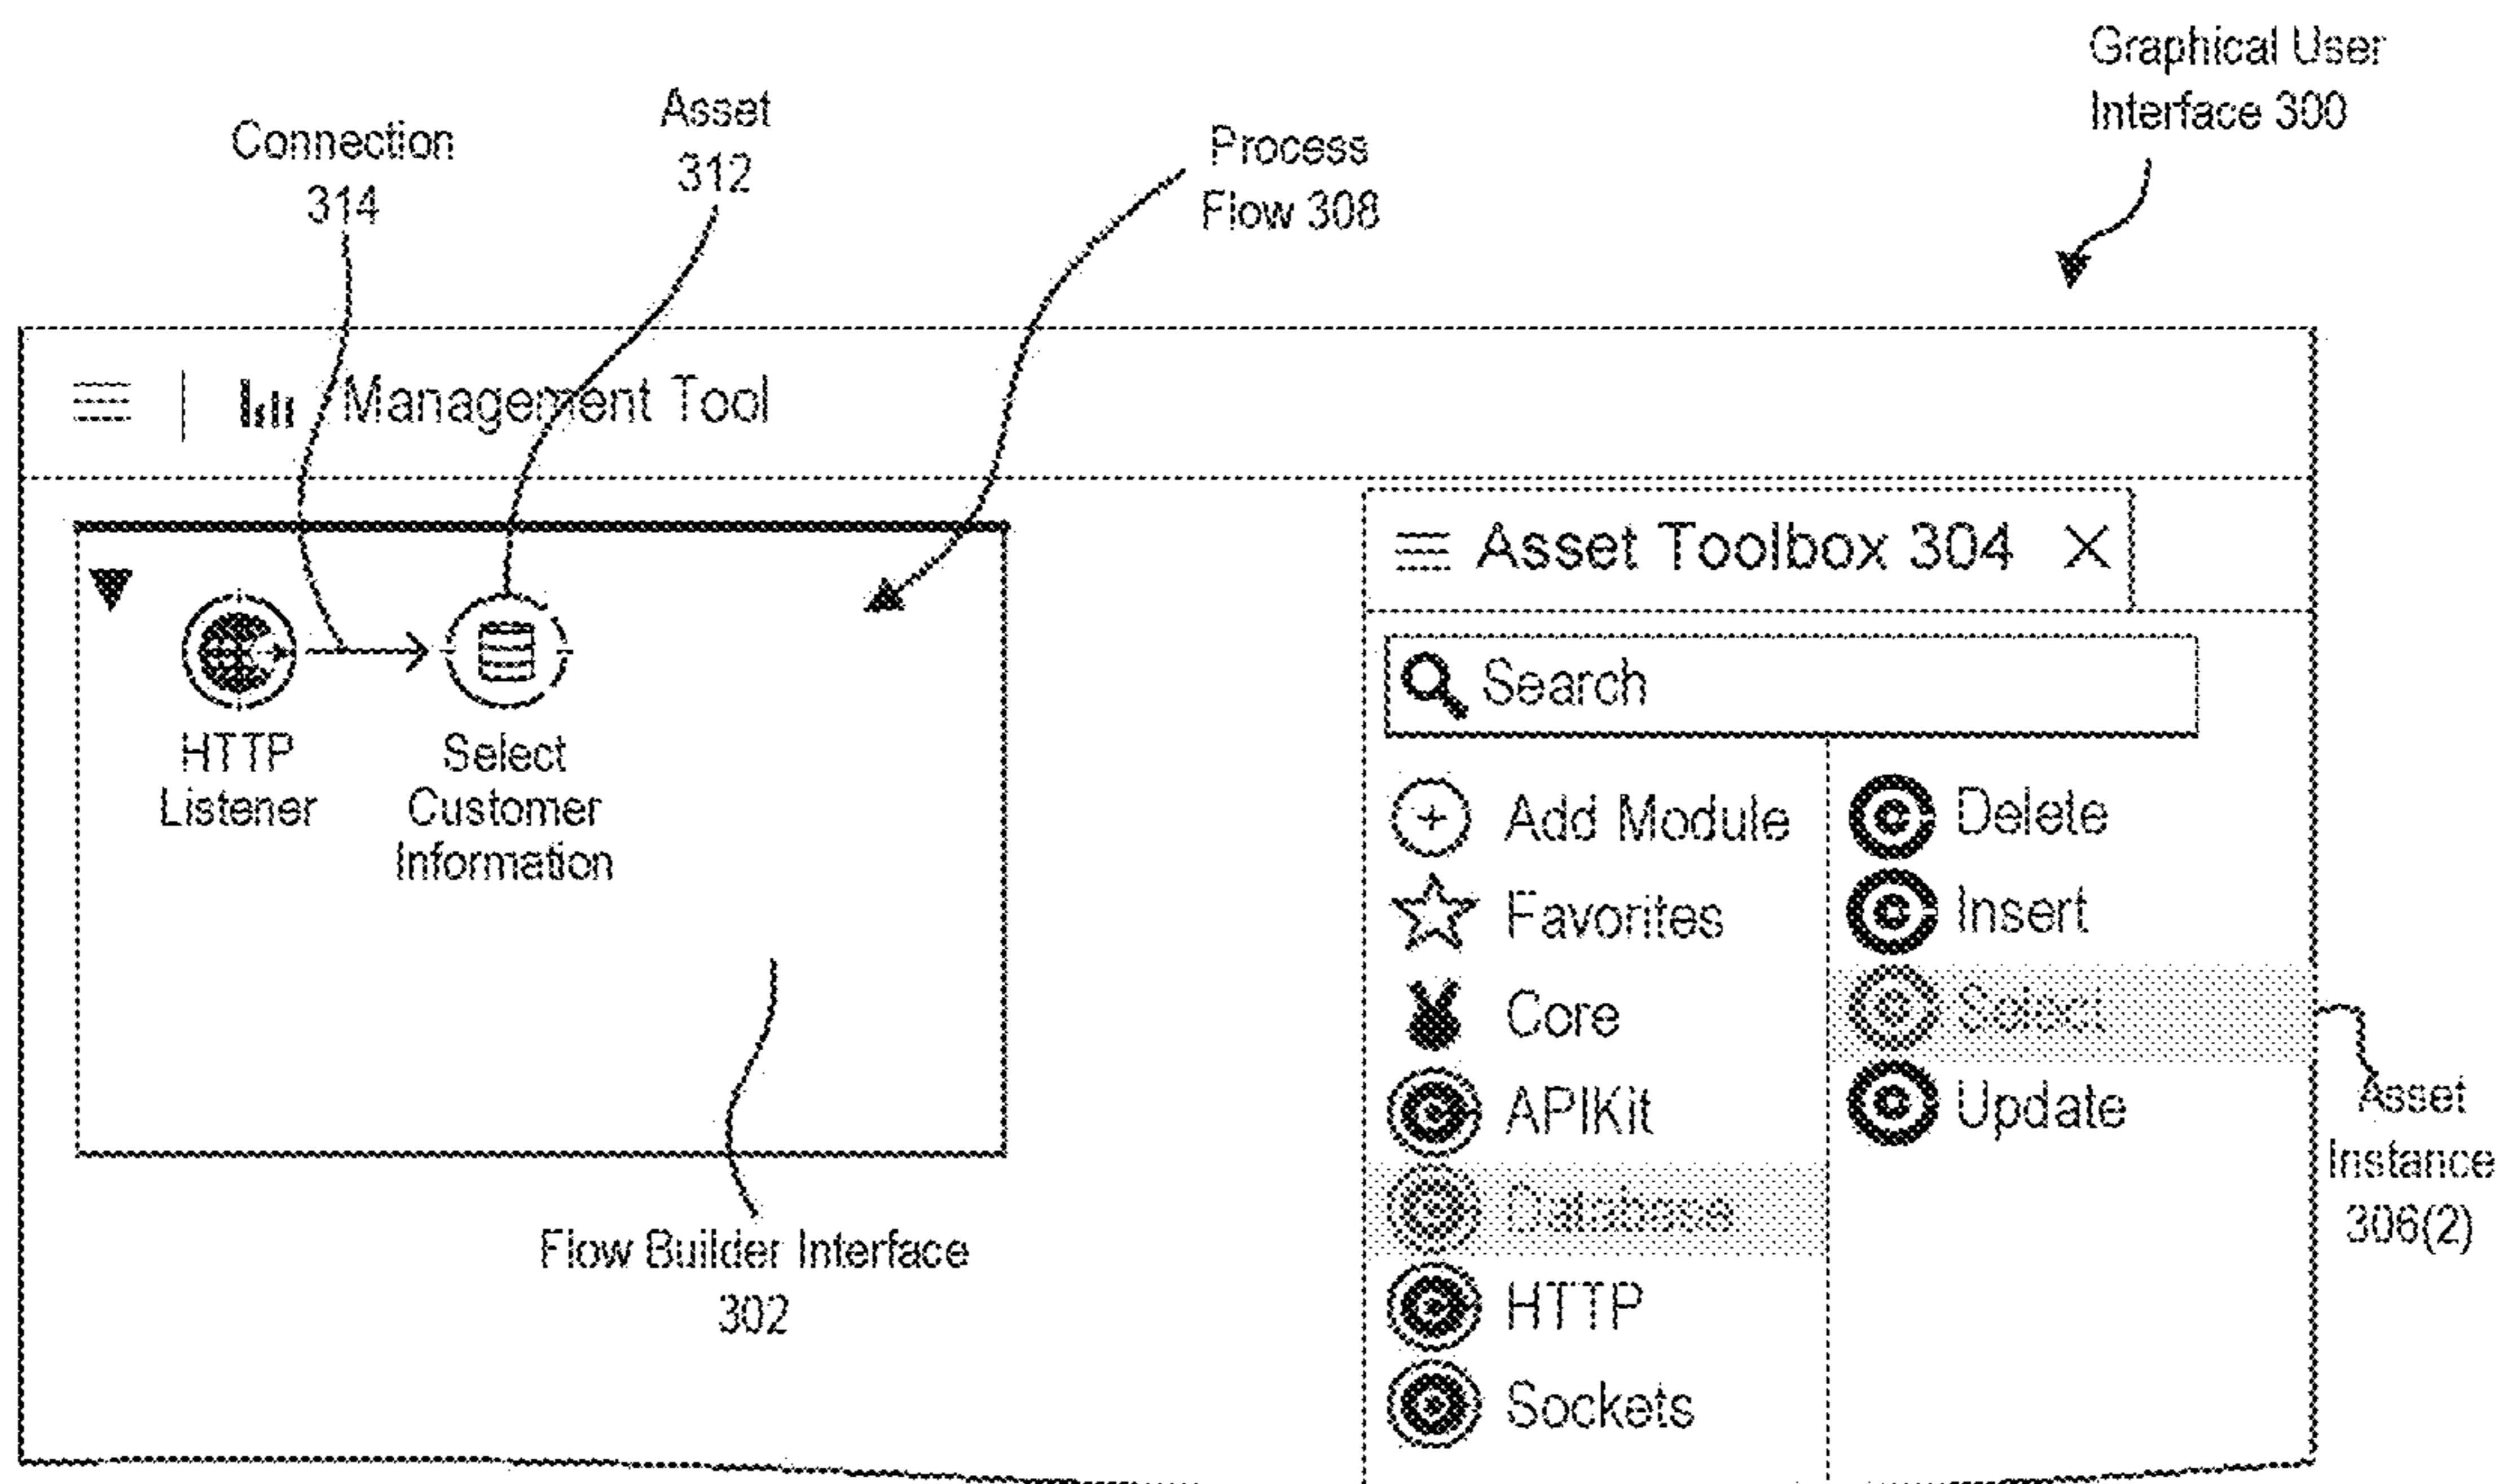 Graphical User
Interface 300
Connection
314
Asset
312
Process
Flow 308
Management Tool
HTTP
Listener
Select
Customer
Information
Flow Builder Interface
302
Asset Toolbox 304
Search
Add Module
Favorites
Core
APIKit
Database
HTTP
Sockets
Delete
Insert
Select
Update
Asset
Instance
306(2)